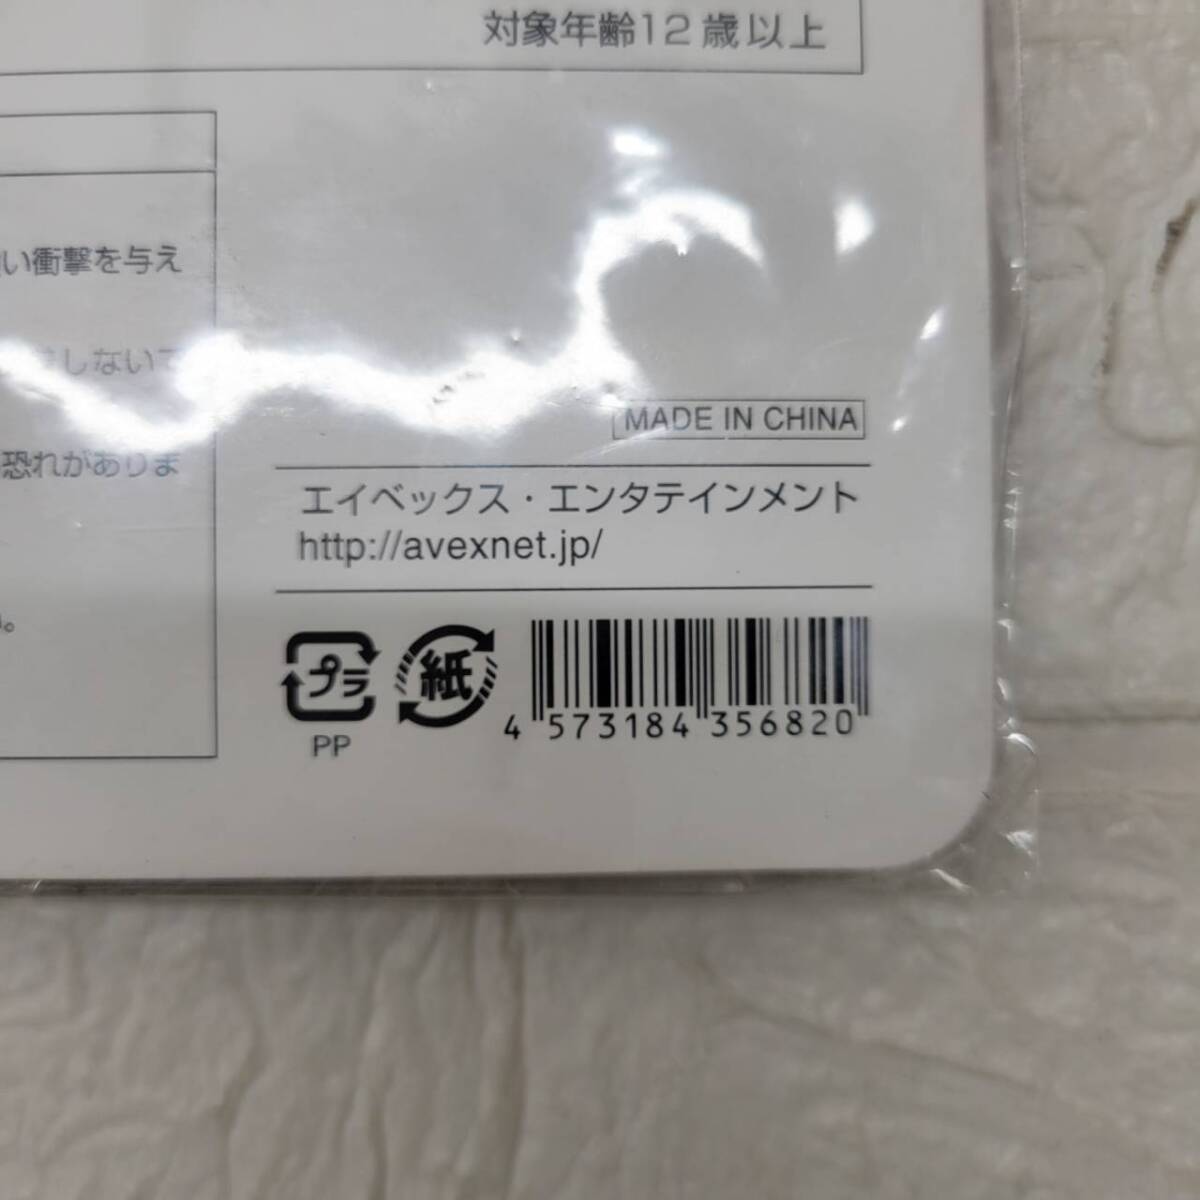 対象年齢12歳以上
い衝撃を与え
しないで
恐れがありま
。
MADE IN CHINA
エイベックス・エンタテインメント
http://avexnet.jp/
プラ 紙
PP
4 573184 356820